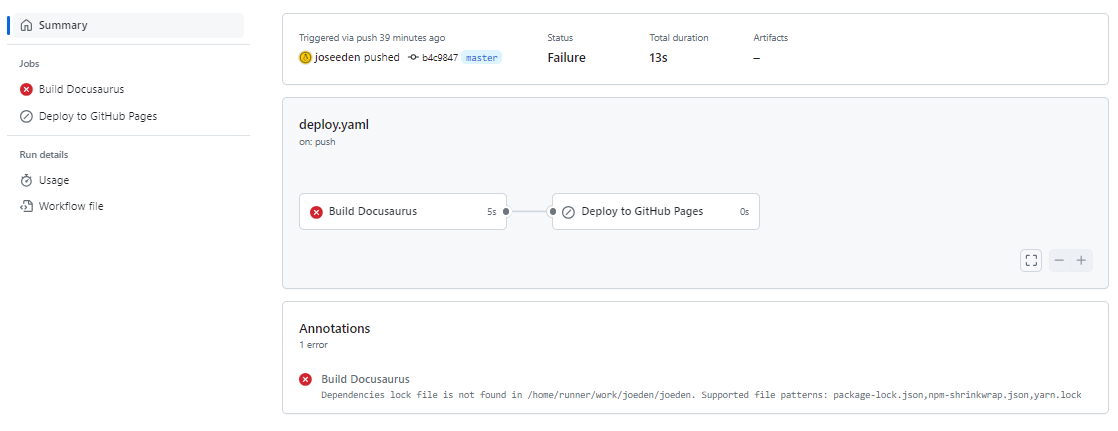 Summary
Jobs
Build Docusaurus
Deploy to GitHub Pages
Run details
Usage
Workflow file
Triggered via push 39 minutes ago
joseeden pushed b4c9847 master
Status
Failure
Total duration
13s
Artifacts
–
deploy.yaml
on: push
Build Docusaurus 5s
Deploy to GitHub Pages 0s
Annotations
1 error
Build Docusaurus
Dependencies lock file is not found in /home/runner/work/joeden/joeden. Supported file patterns: package-lock.json,npm-shrinkwrap.json,yarn.lock